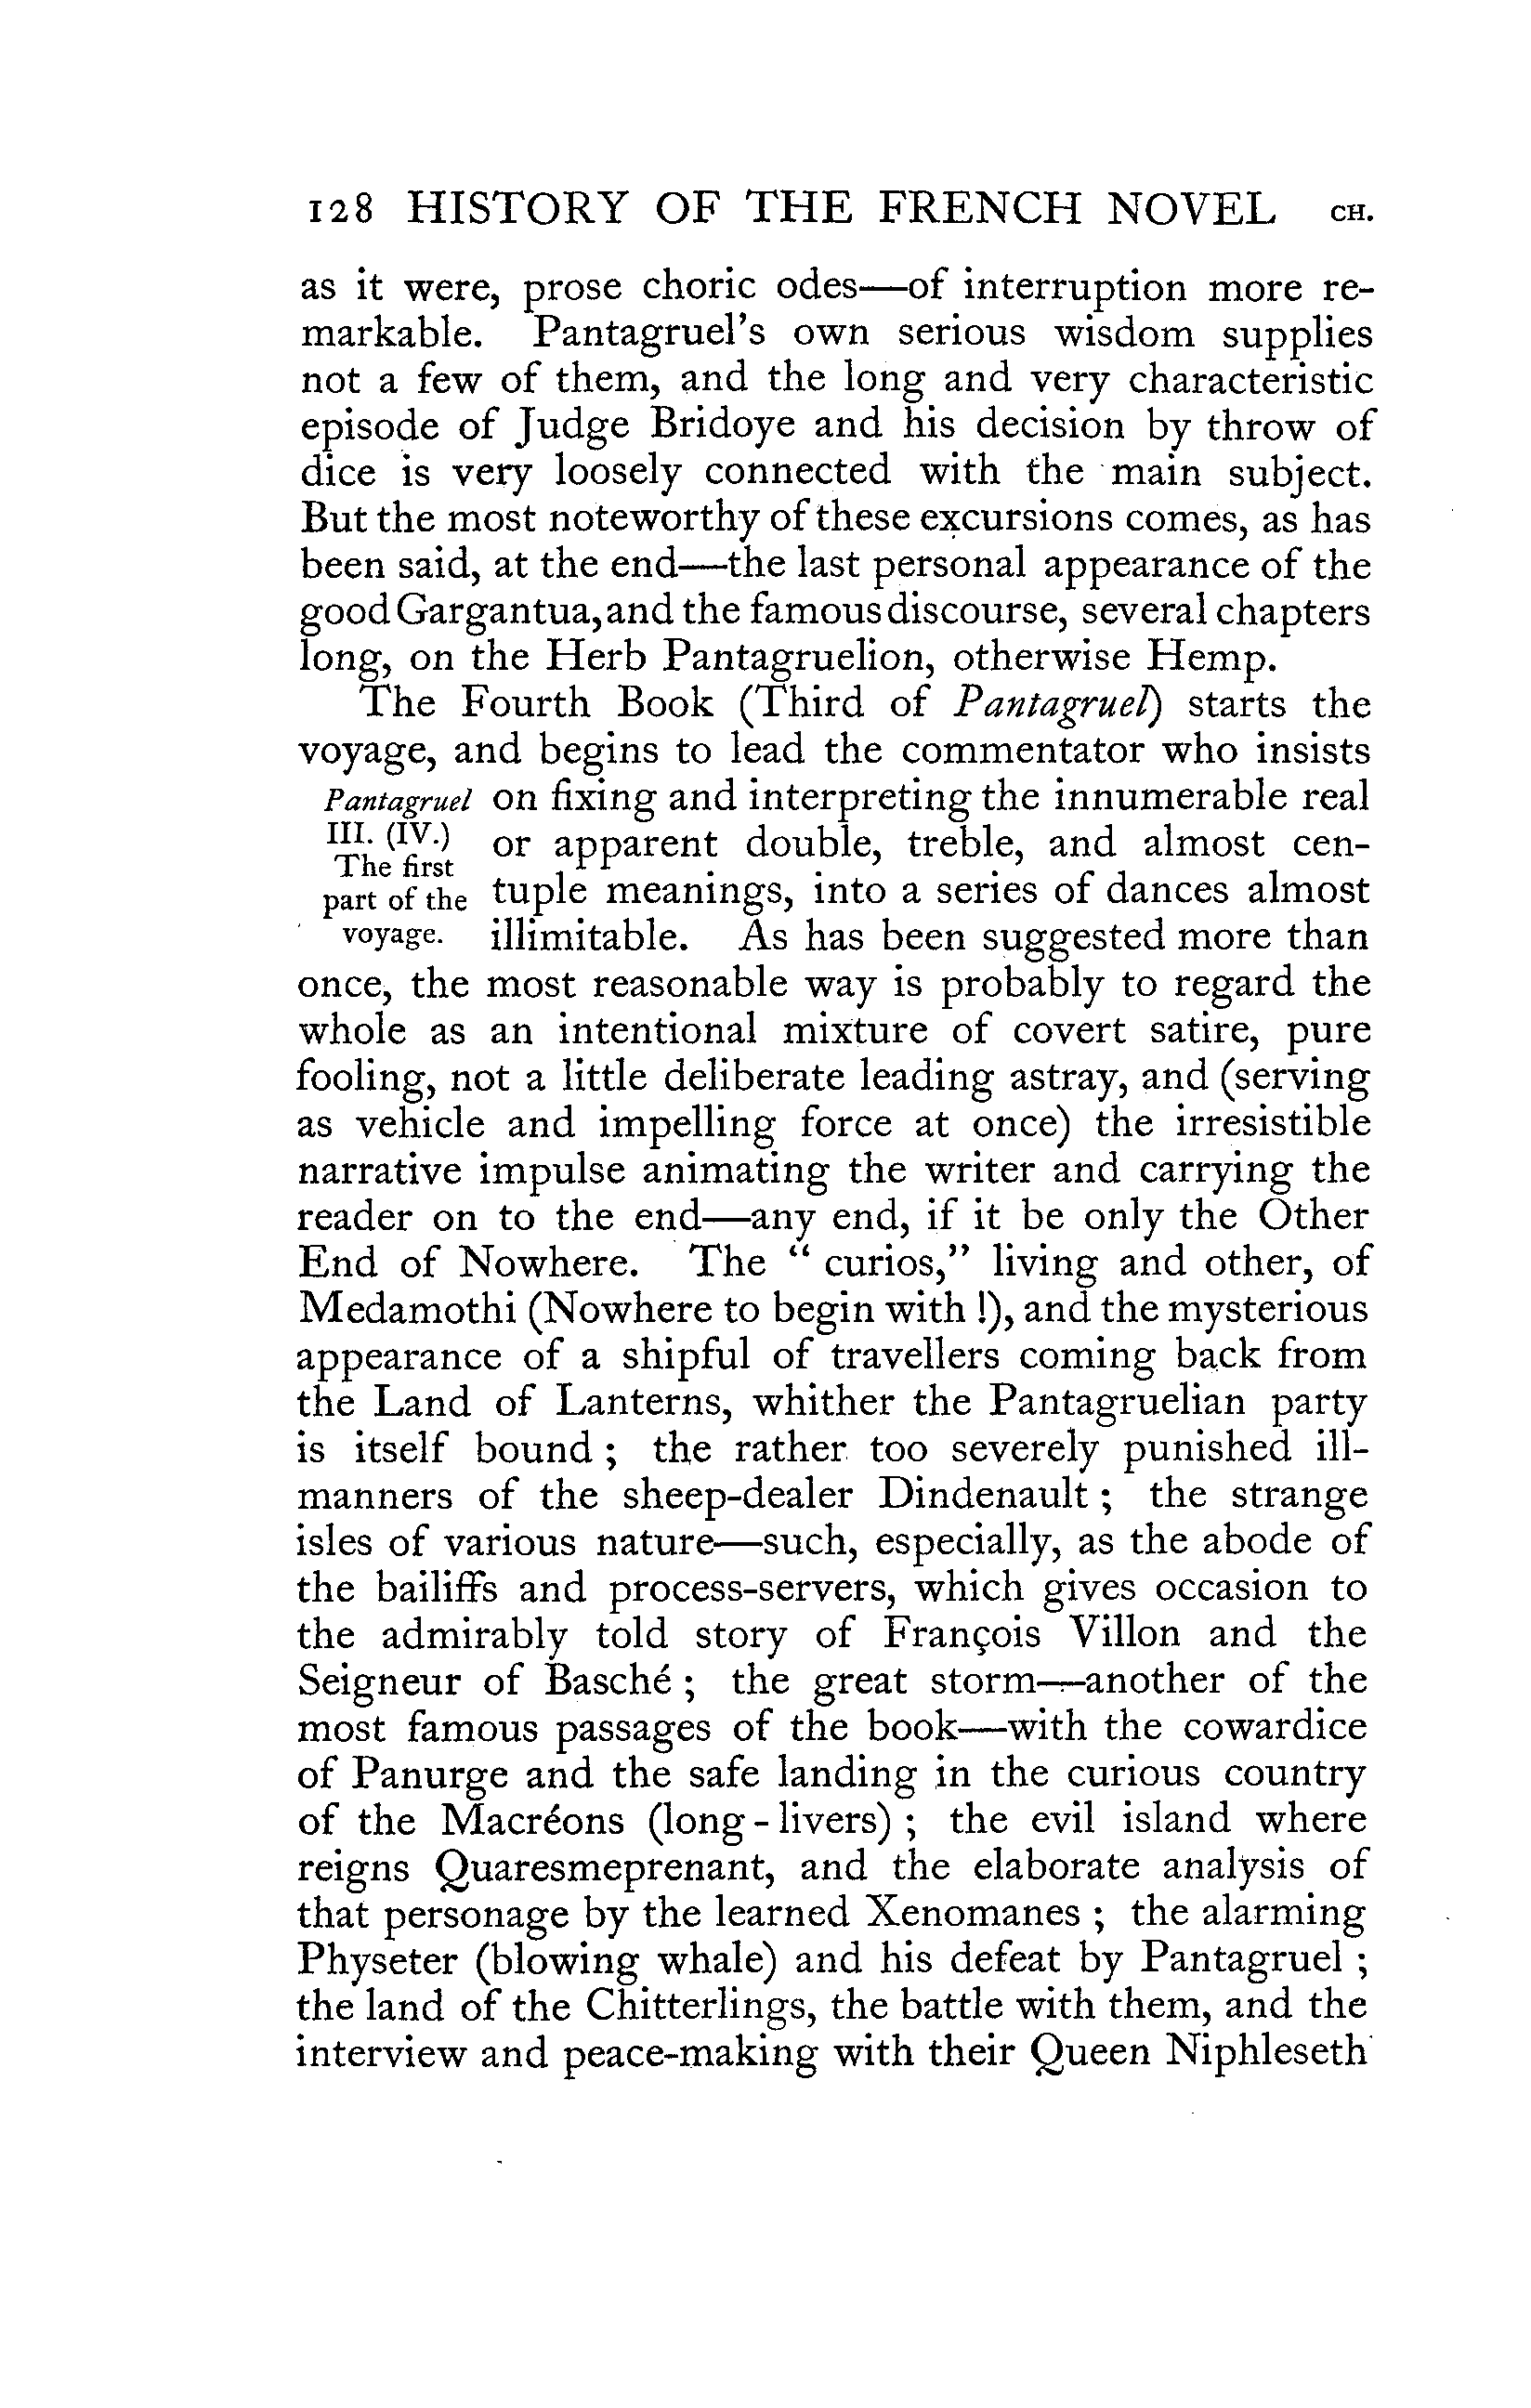 128 HISTORY OF THE FRENCH NOVEL CH.
as it were, prose choric odes—of interruption more re-
markable. Pantagruel's own serious wisdom supplies
not a few of them, and the long and very characteristic
episode of Judge Bridoye and his decision by throw of
dice is very loosely connected with the main subject.
But the most noteworthy of these excursions comes, as has
been said, at the end—the last personal appearance of the
good Gargantua, and the famous discourse, several chapters
long, on the Herb Pantagruelion, otherwise Hemp.
The Fourth Book (Third of Pantagruel) starts the
voyage, and begins to lead the commentator who insists
Pantagruel
III. (IV.)
The first
part of the
voyage.
on fixing and interpreting the innumerable real
or apparent double, treble, and almost cen-
tuple meanings, into a series of dances almost
illimitable. As has been suggested more than
once, the most reasonable way is probably to regard the
whole as an intentional mixture of covert satire, pure
fooling, not a little deliberate leading astray, and (serving
as vehicle and impelling force at once) the irresistible
narrative impulse animating the writer and carrying the
reader on to the end—any end, if it be only the Other
End of Nowhere. The " curios," living and other, of
Medamothi (Nowhere to begin with !), and the mysterious
appearance of a shipful of travellers coming back from
the Land of Lanterns, whither the Pantagruelian party
is itself bound ; the rather too severely punished ill-
manners of the sheep-dealer Dindenault ; the strange
isles of various nature—such, especially, as the abode of
the bailiffs and process-servers, which gives occasion to
the admirably told story of François Villon and the
Seigneur of Basché ; the great storm—another of the
most famous passages of the book—with the cowardice
of Panurge and the safe landing in the curious country
of the Macréons (long-livers) ; the evil island where
reigns Quaresmeprenant, and the elaborate analysis of
that personage by the learned Xenomanes ; the alarming
Physeter (blowing whale) and his defeat by Pantagruel ;
the land of the Chitterlings, the battle with them, and the
interview and peace-making with their Queen Niphleseth